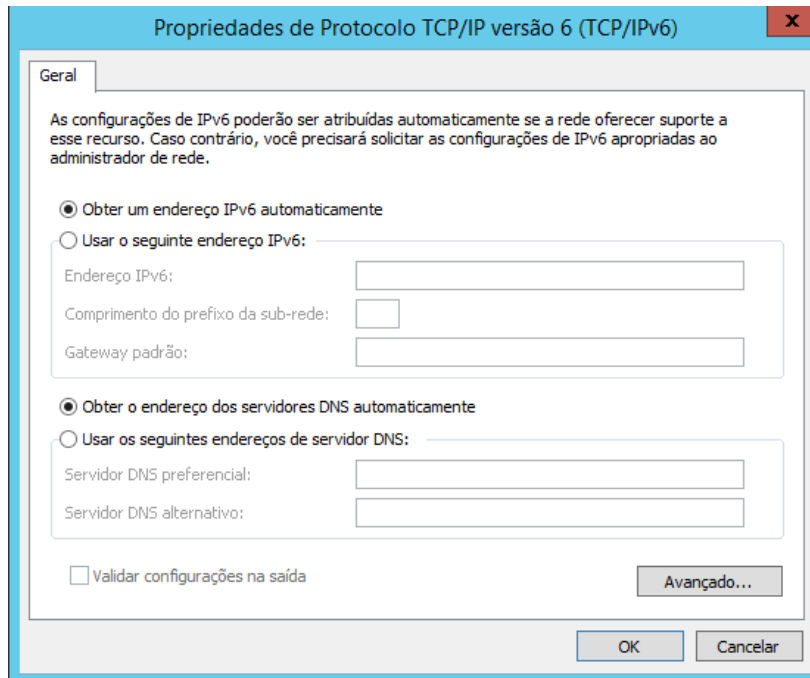 Propriedades de Protocolo TCP/IP versão 6 (TCP/IPv6)
x
Geral
As configurações de IPv6 poderão ser atribuídas automaticamente se a rede oferecer suporte a
esse recurso. Caso contrário, você precisará solicitar as configurações de IPv6 apropriadas ao
administrador de rede.
Obter um endereço IPv6 automaticamente
Usar o seguinte endereço IPv6:
Endereço IPv6:
Comprimento do prefixo da sub-rede:
Gateway padrão:
Obter o endereço dos servidores DNS automaticamente
Usar os seguintes endereços de servidor DNS:
Servidor DNS preferencial:
Servidor DNS alternativo:
Validar configurações na saída
Avançado...
OK
Cancelar